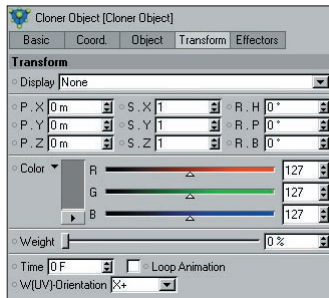 Cloner Object [Cloner Object]
Basic Coord. Object Transform Effectors
Transform
Display None
P . X 0 m S . X 1 R . H 0 °
P . Y 0 m S . Y 1 R . P 0 °
P . Z 0 m S . Z 1 R . B 0 °
Color R 127
G 127
B 127
Weight 0 %
Time 0 F Loop Animation
W(UV)-Orientation X+